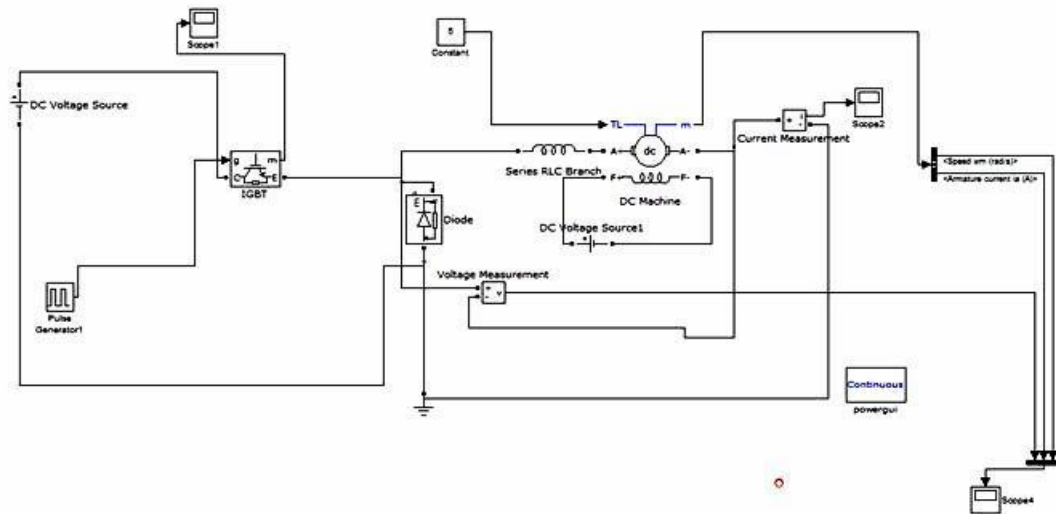 Scope1
5
Constant
DC Voltage Source
TL
m
i
+
-
Scope2
Current Measurement
g
m
C
E
IGBT
A+
dc
A-
Series RLC Branch
F+
F-
DC Machine
<Speed wm (rad/s)>
<Armature current ia (A)>
E
Diode
DC Voltage Source1
Voltage Measurement
+
-
v
Pulse
Generator1
Continuous
powergui
Scope4